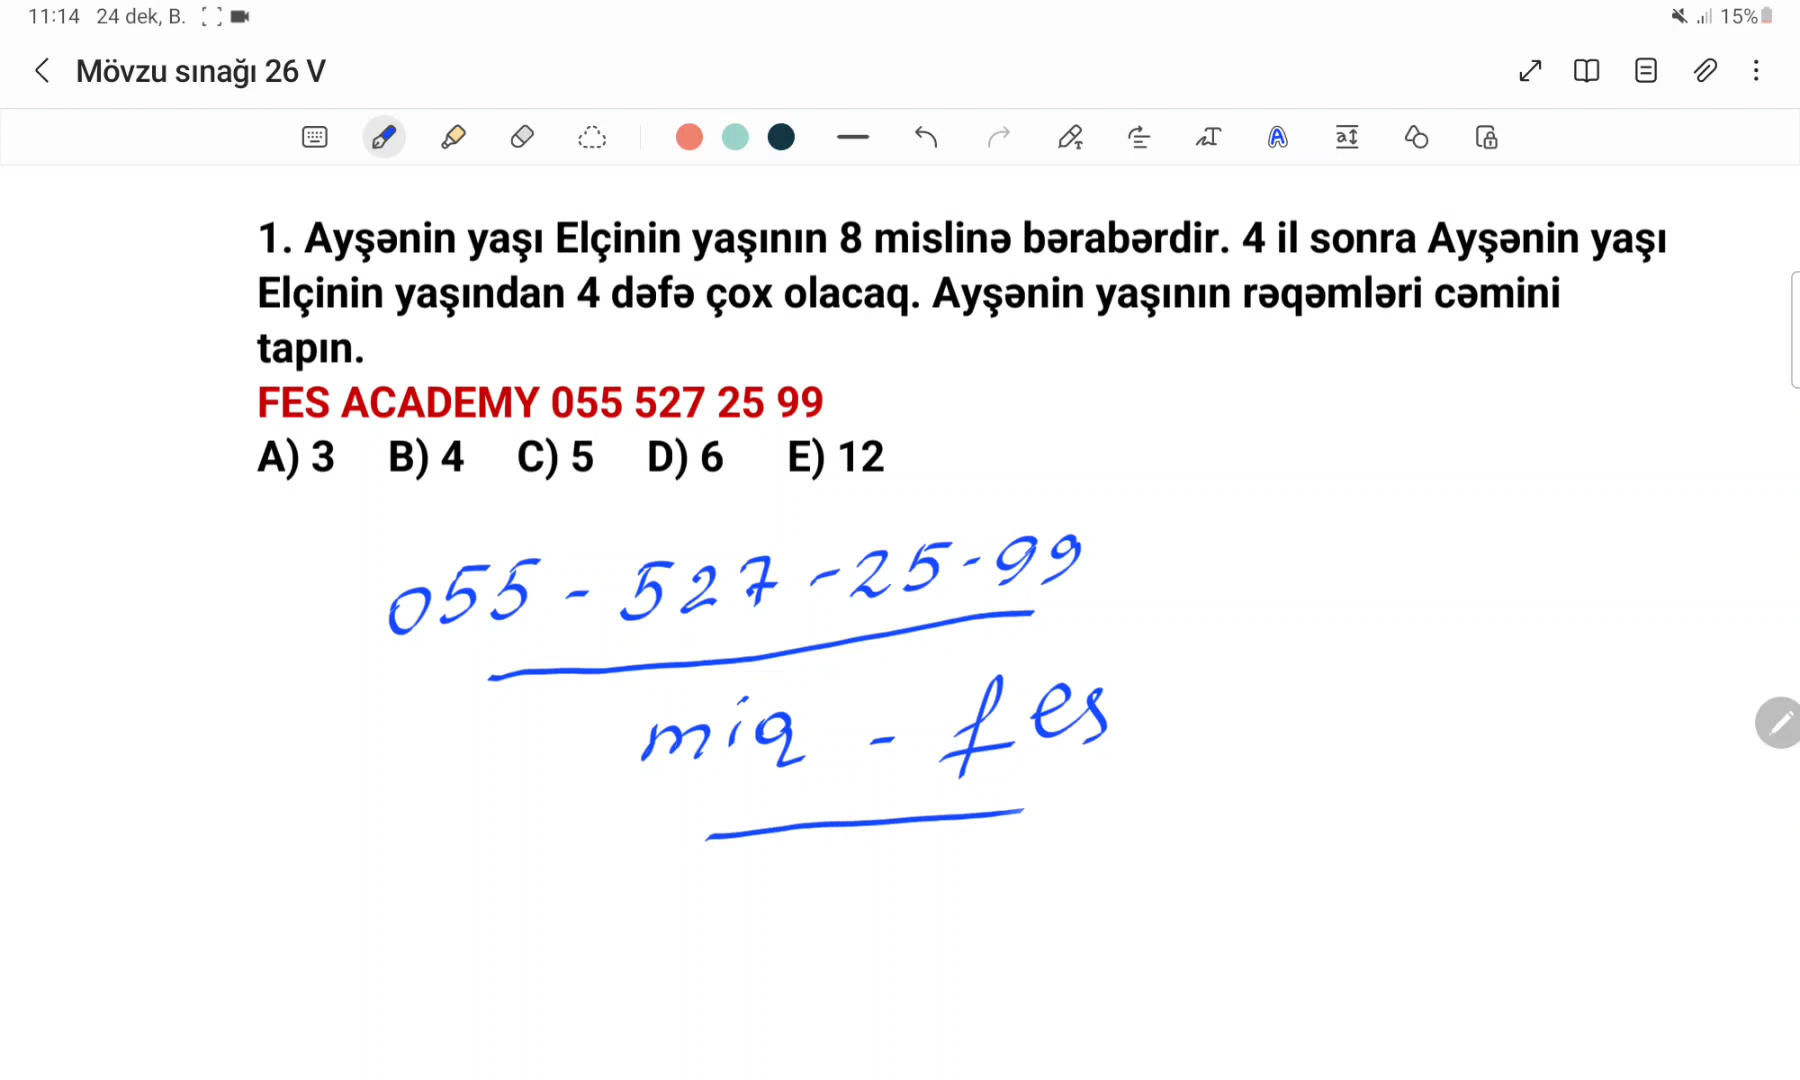 11:14 24 dek, B. 15%
Mövzu sınağı 26 V
1. Ayşənin yaşı Elçinin yaşının 8 mislinə bərabərdir. 4 il sonra Ayşənin yaşı
Elçinin yaşından 4 dəfə çox olacaq. Ayşənin yaşının rəqəmləri cəmini
tapın.
FES ACADEMY 055 527 25 99
A) 3 B) 4 C) 5 D) 6 E) 12
055 - 527 - 25 - 99
miq - fes